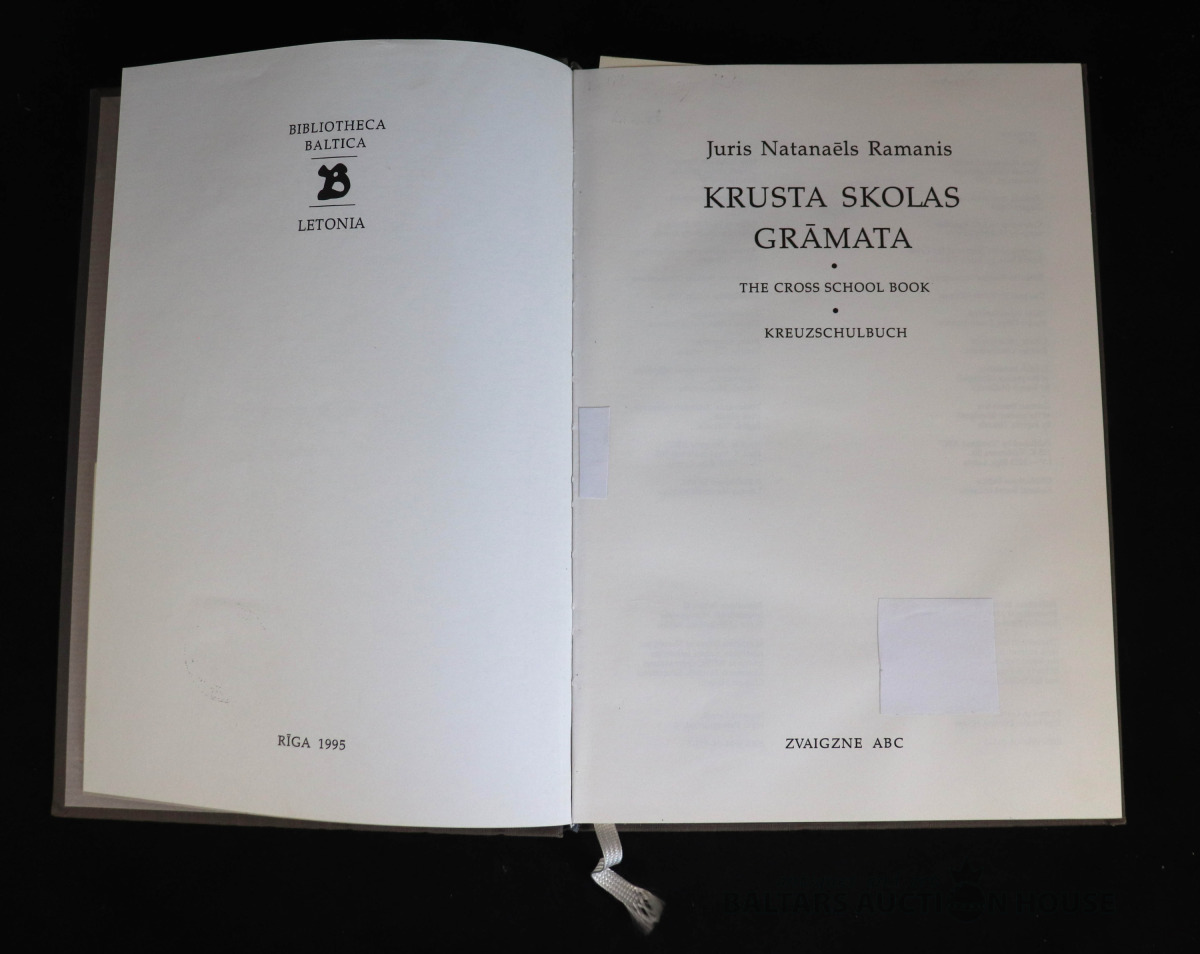 BIBLIOTHECA
BALTICA
B
LETONIA
RĪGA 1995
Juris Natanaēls Ramanis
KRUSTA SKOLAS
GRĀMATA
•
THE CROSS SCHOOL BOOK
•
KREUZSCHULBUCH
ZVAIGZNE ABC
BALTARS AUCTION HOUSE